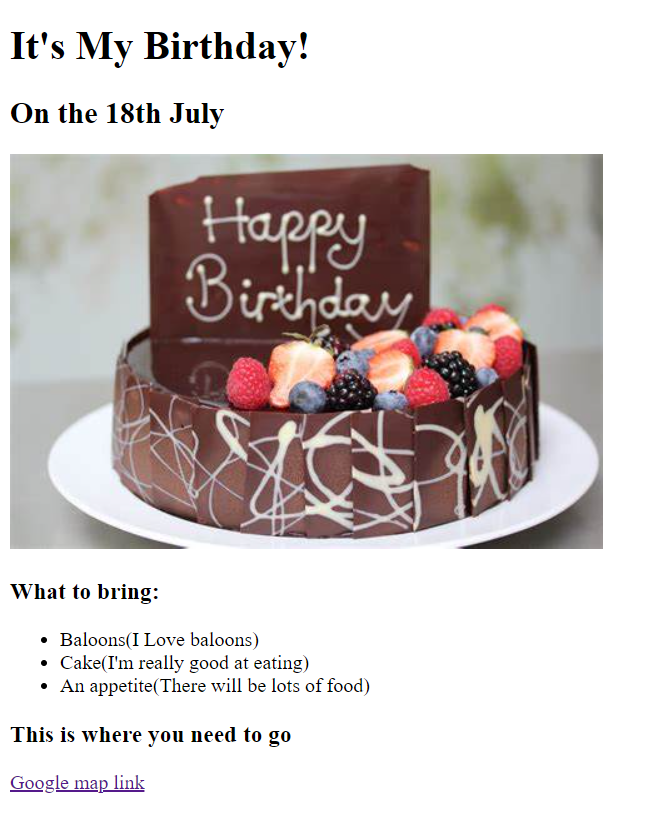 It's My Birthday!
On the 18th July
Happy
Birthday
What to bring:
Baloons(I Love baloons)
Cake(I'm really good at eating)
An appetite(There will be lots of food)
This is where you need to go
Google map link